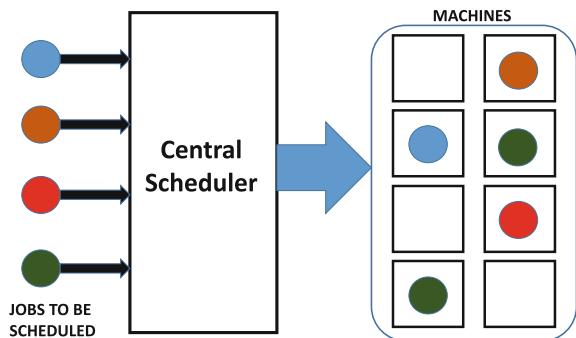 MACHINES
Central
Scheduler
JOBS TO BE
SCHEDULED